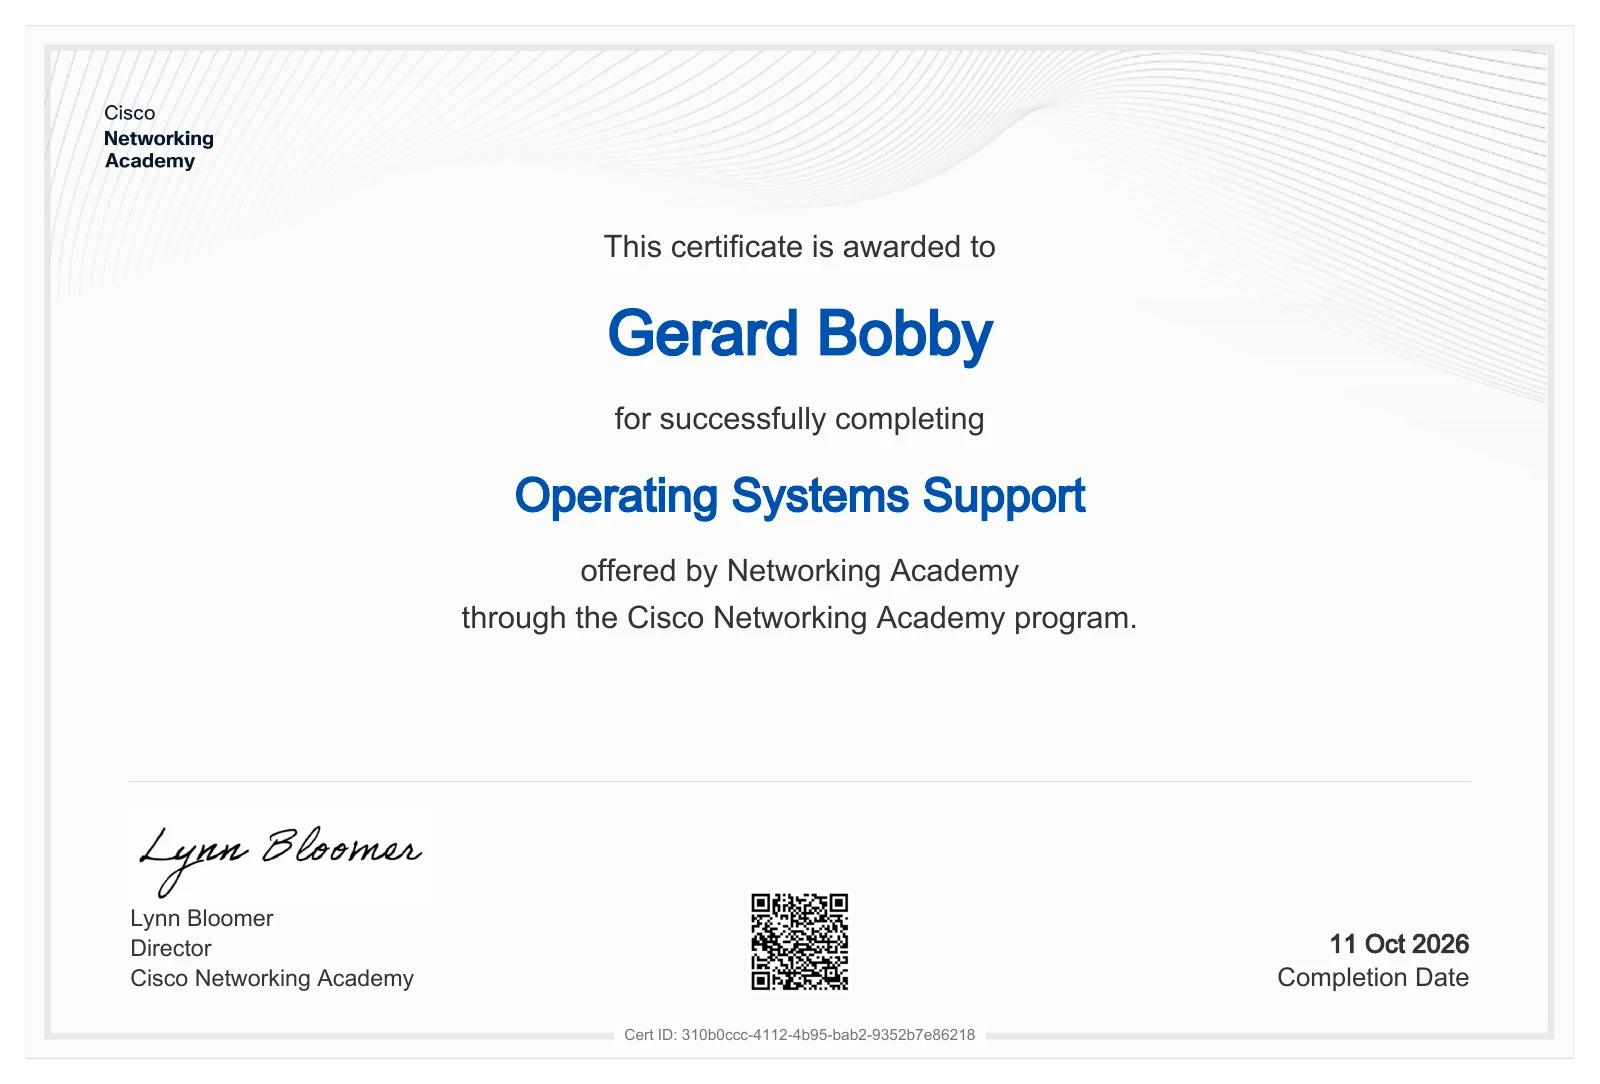 Cisco
Networking
Academy
This certificate is awarded to
Gerard Bobby
for successfully completing
Operating Systems Support
offered by Networking Academy
through the Cisco Networking Academy program.
Lynn Bloomer
Lynn Bloomer
Director
Cisco Networking Academy
11 Oct 2026
Completion Date
Cert ID: 310b0ccc-4112-4b95-bab2-9352b7e86218